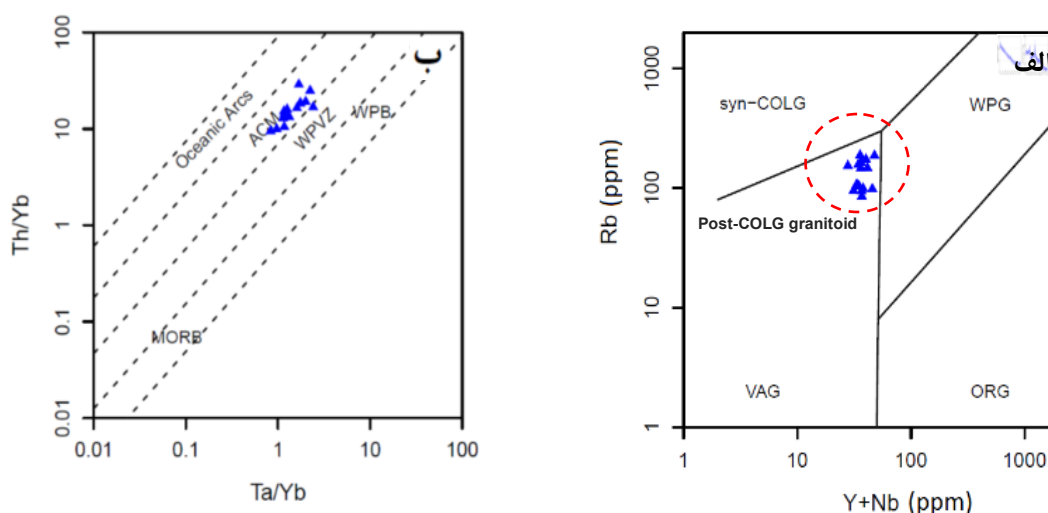 ب
100
10
1
0.1
0.01
Th/Yb
Oceanic Arcs
ACM
WPVZ
WPB
MORB
0.01
0.1
1
10
100
Ta/Yb
الف
1000
100
10
1
Rb (ppm)
syn-COLG
WPG
Post-COLG granitoid
VAG
ORG
1
10
100
1000
Y+Nb (ppm)